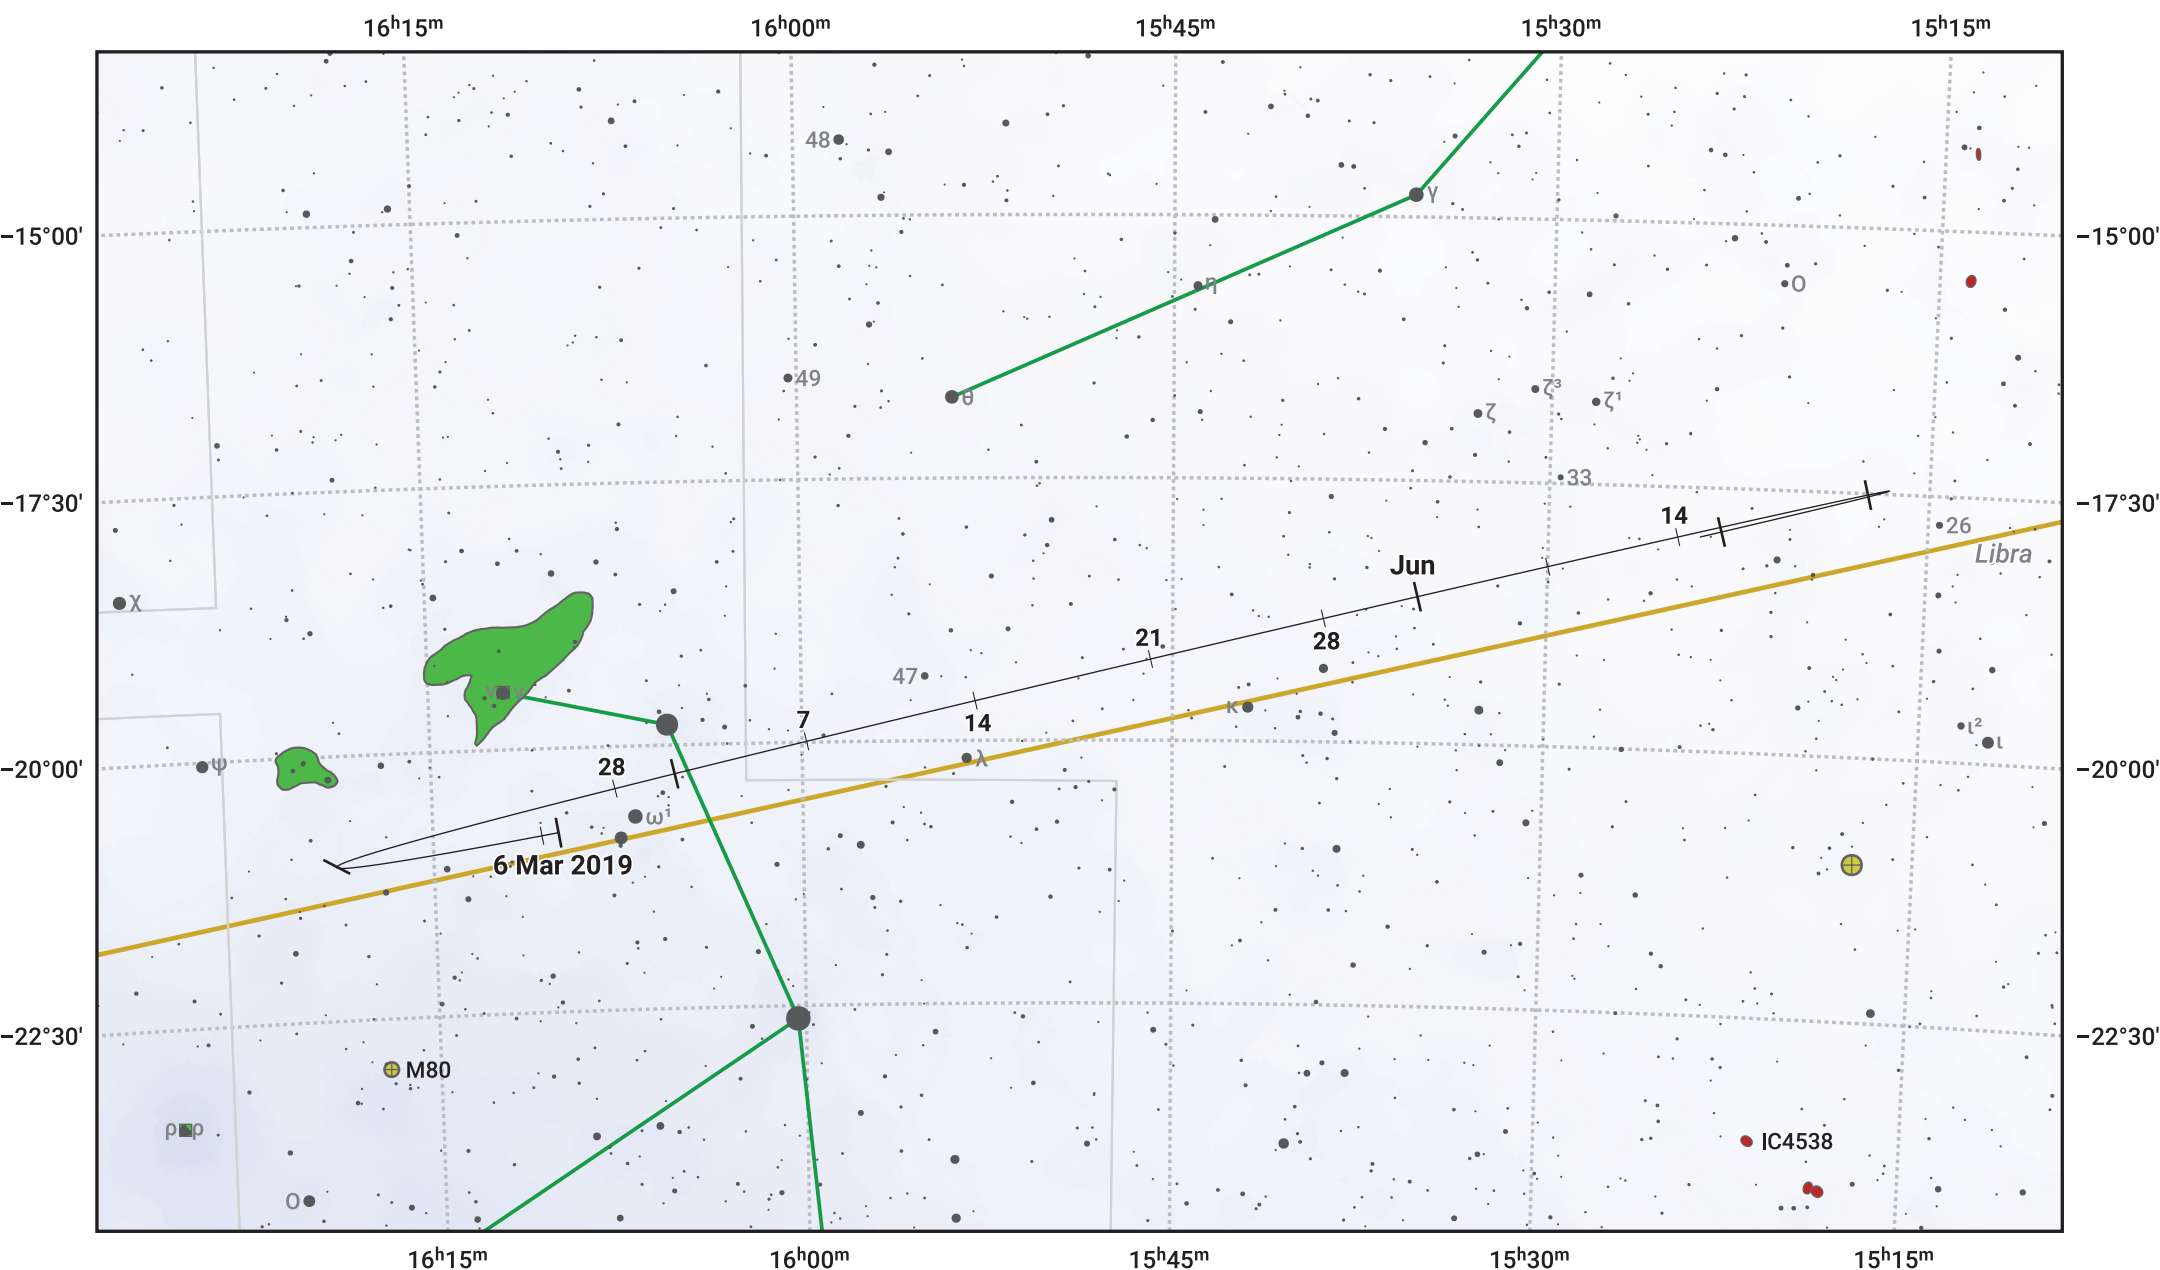 16ʰ15ᵐ 16ʰ00ᵐ 15ʰ45ᵐ 15ʰ30ᵐ 15ʰ15ᵐ
48
γ
−15°00' −15°00'
η
Ο
49
θ
ζ³
ζ¹
ζ
33
−17°30' −17°30'
14
26
Libra
Jun
χ
21
28
47
7
14
κ
ι²
ι
ψ
λ
−20°00' −20°00'
28
ω¹
6 Mar 2019
−22°30' −22°30'
M80
ρ ρ
IC4538
Ο
16ʰ15ᵐ 16ʰ00ᵐ 15ʰ45ᵐ 15ʰ30ᵐ 15ʰ15ᵐ